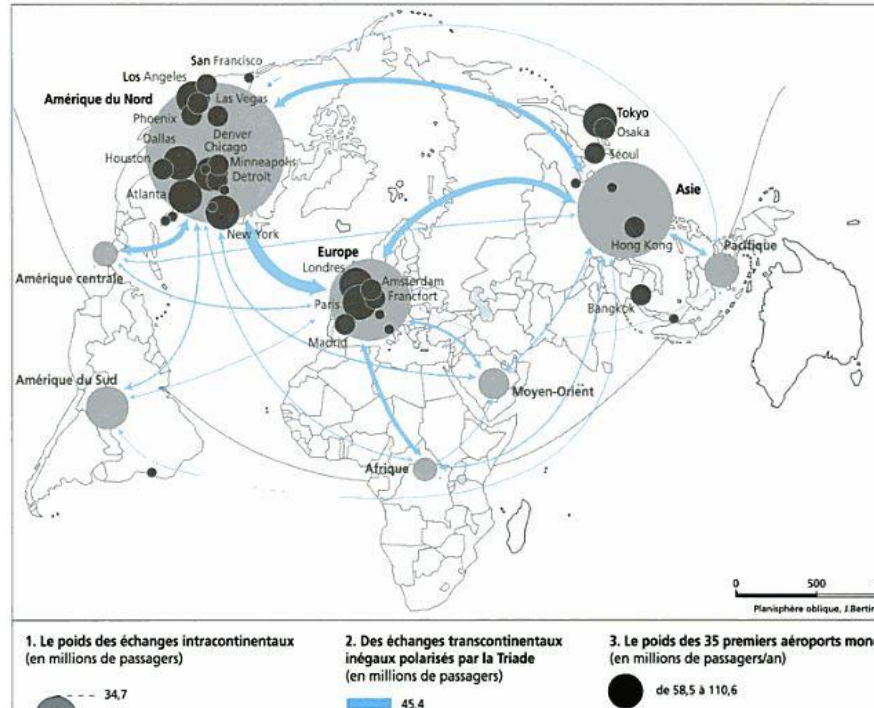 San Francisco
Los Angeles
Amérique du Nord
Las Vegas
Phoenix
Denver
Dallas
Chicago
Houston
Minneapolis
Detroit
Atlanta
New York
Tokyo
Osaka
Séoul
Asie
Hong Kong
Pacifique
Bangkok
Europe
Londres
Amsterdam
Paris
Francfort
Madrid
Amérique centrale
Amérique du Sud
Moyen-Orient
Afrique
0 500
Planisphère oblique, J.Bertin
1. Le poids des échanges intracontinentaux
(en millions de passagers)
34,7
2. Des échanges transcontinentaux
inégaux polarisés par la Triade
(en millions de passagers)
45,4
3. Le poids des 35 premiers aéroports mon
(en millions de passagers/an)
de 58,5 à 110,6